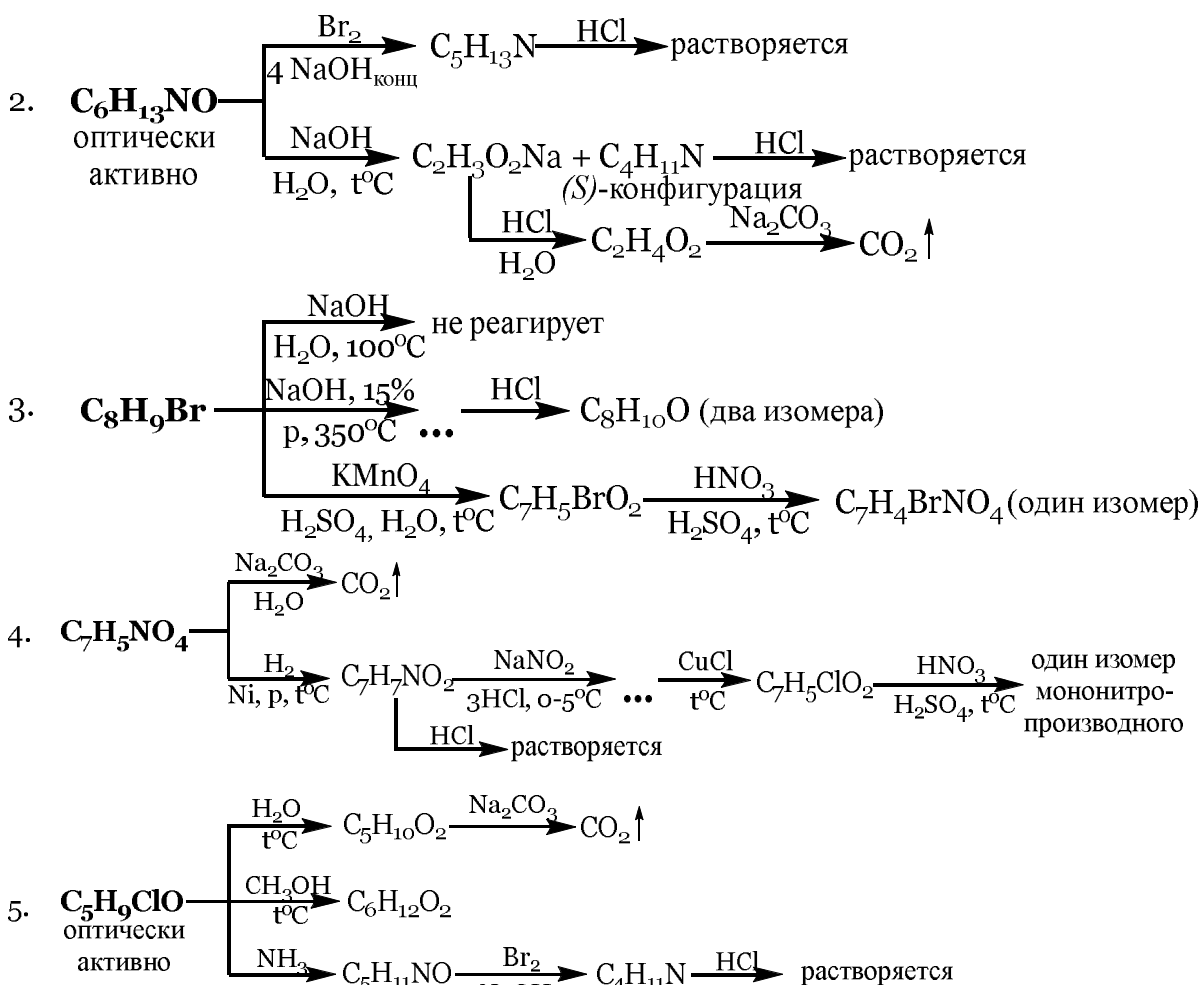 2. C₆H₁₃NO оптически активно
Br₂
4 NaOHконц
C₅H₁₃N
HCl
растворяется
NaOH
H₂O, t°C
C₂H₃O₂Na + C₄H₁₁N
(S)-конфигурация
HCl
растворяется
HCl
H₂O
C₂H₄O₂
Na₂CO₃
CO₂
3. C₈H₉Br
NaOH
H₂O, 100°C
не реагирует
NaOH, 15%
p, 350°C
...
HCl
C₈H₁₀O (два изомера)
KMnO₄
H₂SO₄, H₂O, t°C
C₇H₅BrO₂
HNO₃
H₂SO₄, t°C
C₇H₄BrNO₄ (один изомер)
4. C₇H₅NO₄
Na₂CO₃
H₂O
CO₂
H₂
Ni, p, t°C
C₇H₇NO₂
NaNO₂
3HCl, 0-5°C
...
CuCl
t°C
C₇H₅ClO₂
HNO₃
H₂SO₄, t°C
один изомер
мононитро-
производного
HCl
растворяется
5. C₅H₉ClO
оптически
активно
H₂O
t°C
C₅H₁₀O₂
Na₂CO₃
CO₂
CH₃OH
t°C
C₆H₁₂O₂
NH₃
C₅H₁₁NO
Br₂
C₄H₁₁N
HCl
растворяется